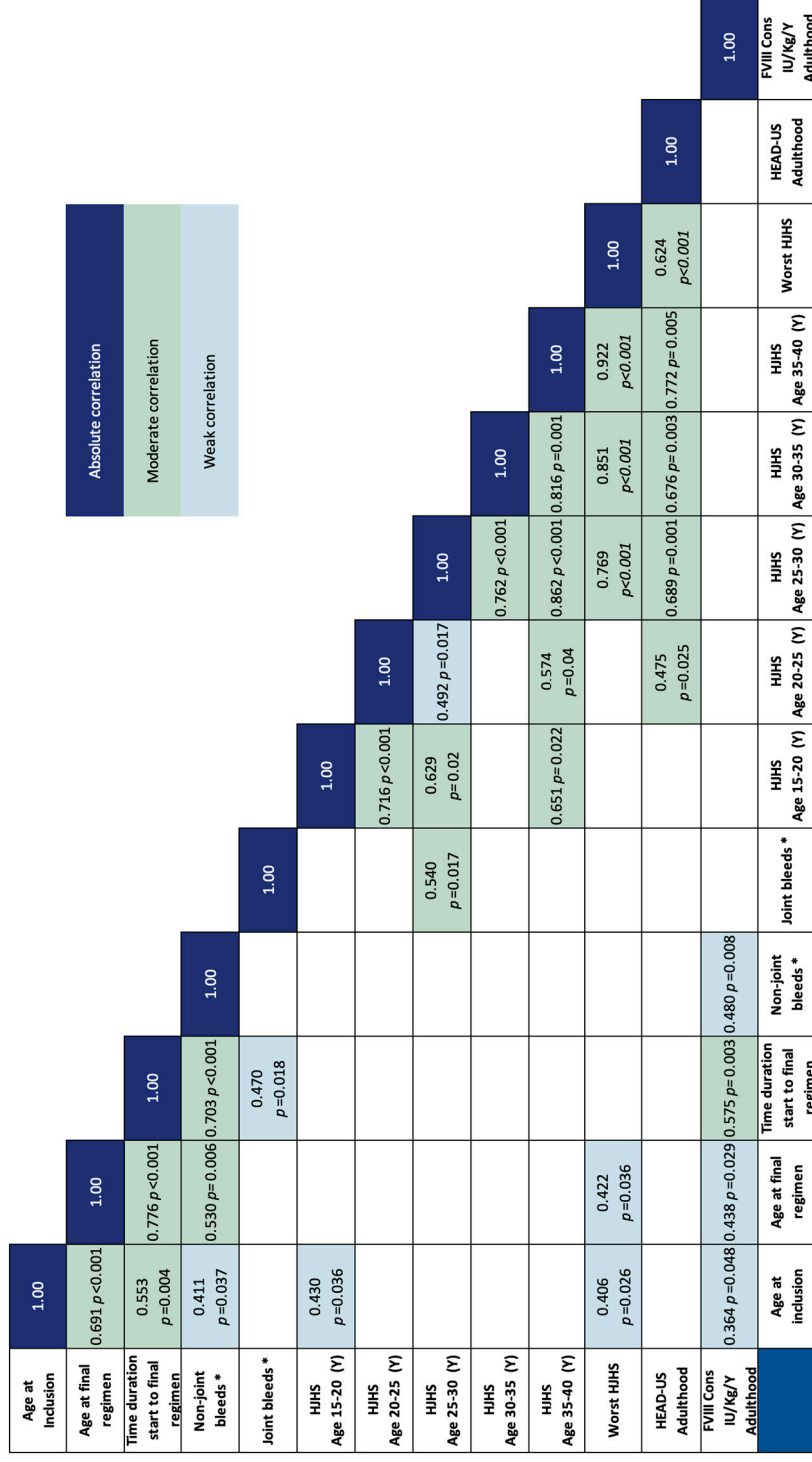 Age at
Inclusion
1.00
Absolute correlation
Moderate correlation
Weak correlation
Age at final
regimen
0.691 p <0.001
1.00
Time duration
start to final
regimen
0.553
p=0.004
0.776 p <0.001
1.00
Non-joint
bleeds *
0.411
p=0.037
0.530 p= 0.006
0.703 p <0.001
1.00
Joint bleeds *
0.470
p=0.018
1.00
HJHS
Age 15-20 (Y)
0.430
p=0.036
1.00
HJHS
Age 20-25 (Y)
0.716 p <0.001
1.00
HJHS
Age 25-30 (Y)
0.540
p=0.017
0.629
p= 0.02
0.492 p=0.017
1.00
HJHS
Age 30-35 (Y)
0.762 p <0.001
1.00
HJHS
Age 35-40 (Y)
0.651 p= 0.022
0.574
p=0.04
0.862 p <0.001
0.816 p =0.001
1.00
Worst HJHS
0.406
p=0.026
0.422
p=0.036
0.769
p<0.001
0.851
p<0.001
0.922
p<0.001
1.00
HEAD-US
Adulthood
0.475
p=0.025
0.689 p =0.001
0.676 p= 0.003
0.772 p= 0.005
0.624
p<0.001
1.00
FVIII Cons
IU/Kg/Y
Adulthood
0.364 p=0.048
0.438 p =0.029
0.575 p= 0.003
0.480 p=0.008
1.00
Age at
inclusion
Age at final
regimen
Time duration
start to final
regimen
Non-joint
bleeds *
Joint bleeds *
HJHS
Age 15-20 (Y)
HJHS
Age 20-25 (Y)
HJHS
Age 25-30 (Y)
HJHS
Age 30-35 (Y)
HJHS
Age 35-40 (Y)
Worst HJHS
HEAD-US
Adulthood
FVIII Cons
IU/Kg/Y
Adulthood